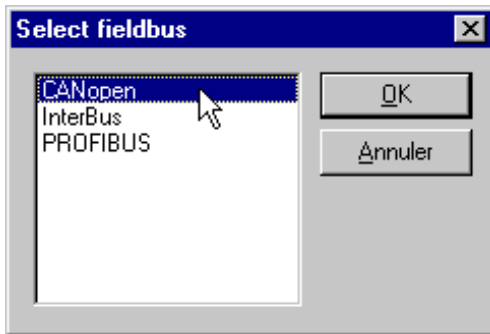 Select fieldbus
CANopen
InterBus
PROFIBUS
OK
Annuler